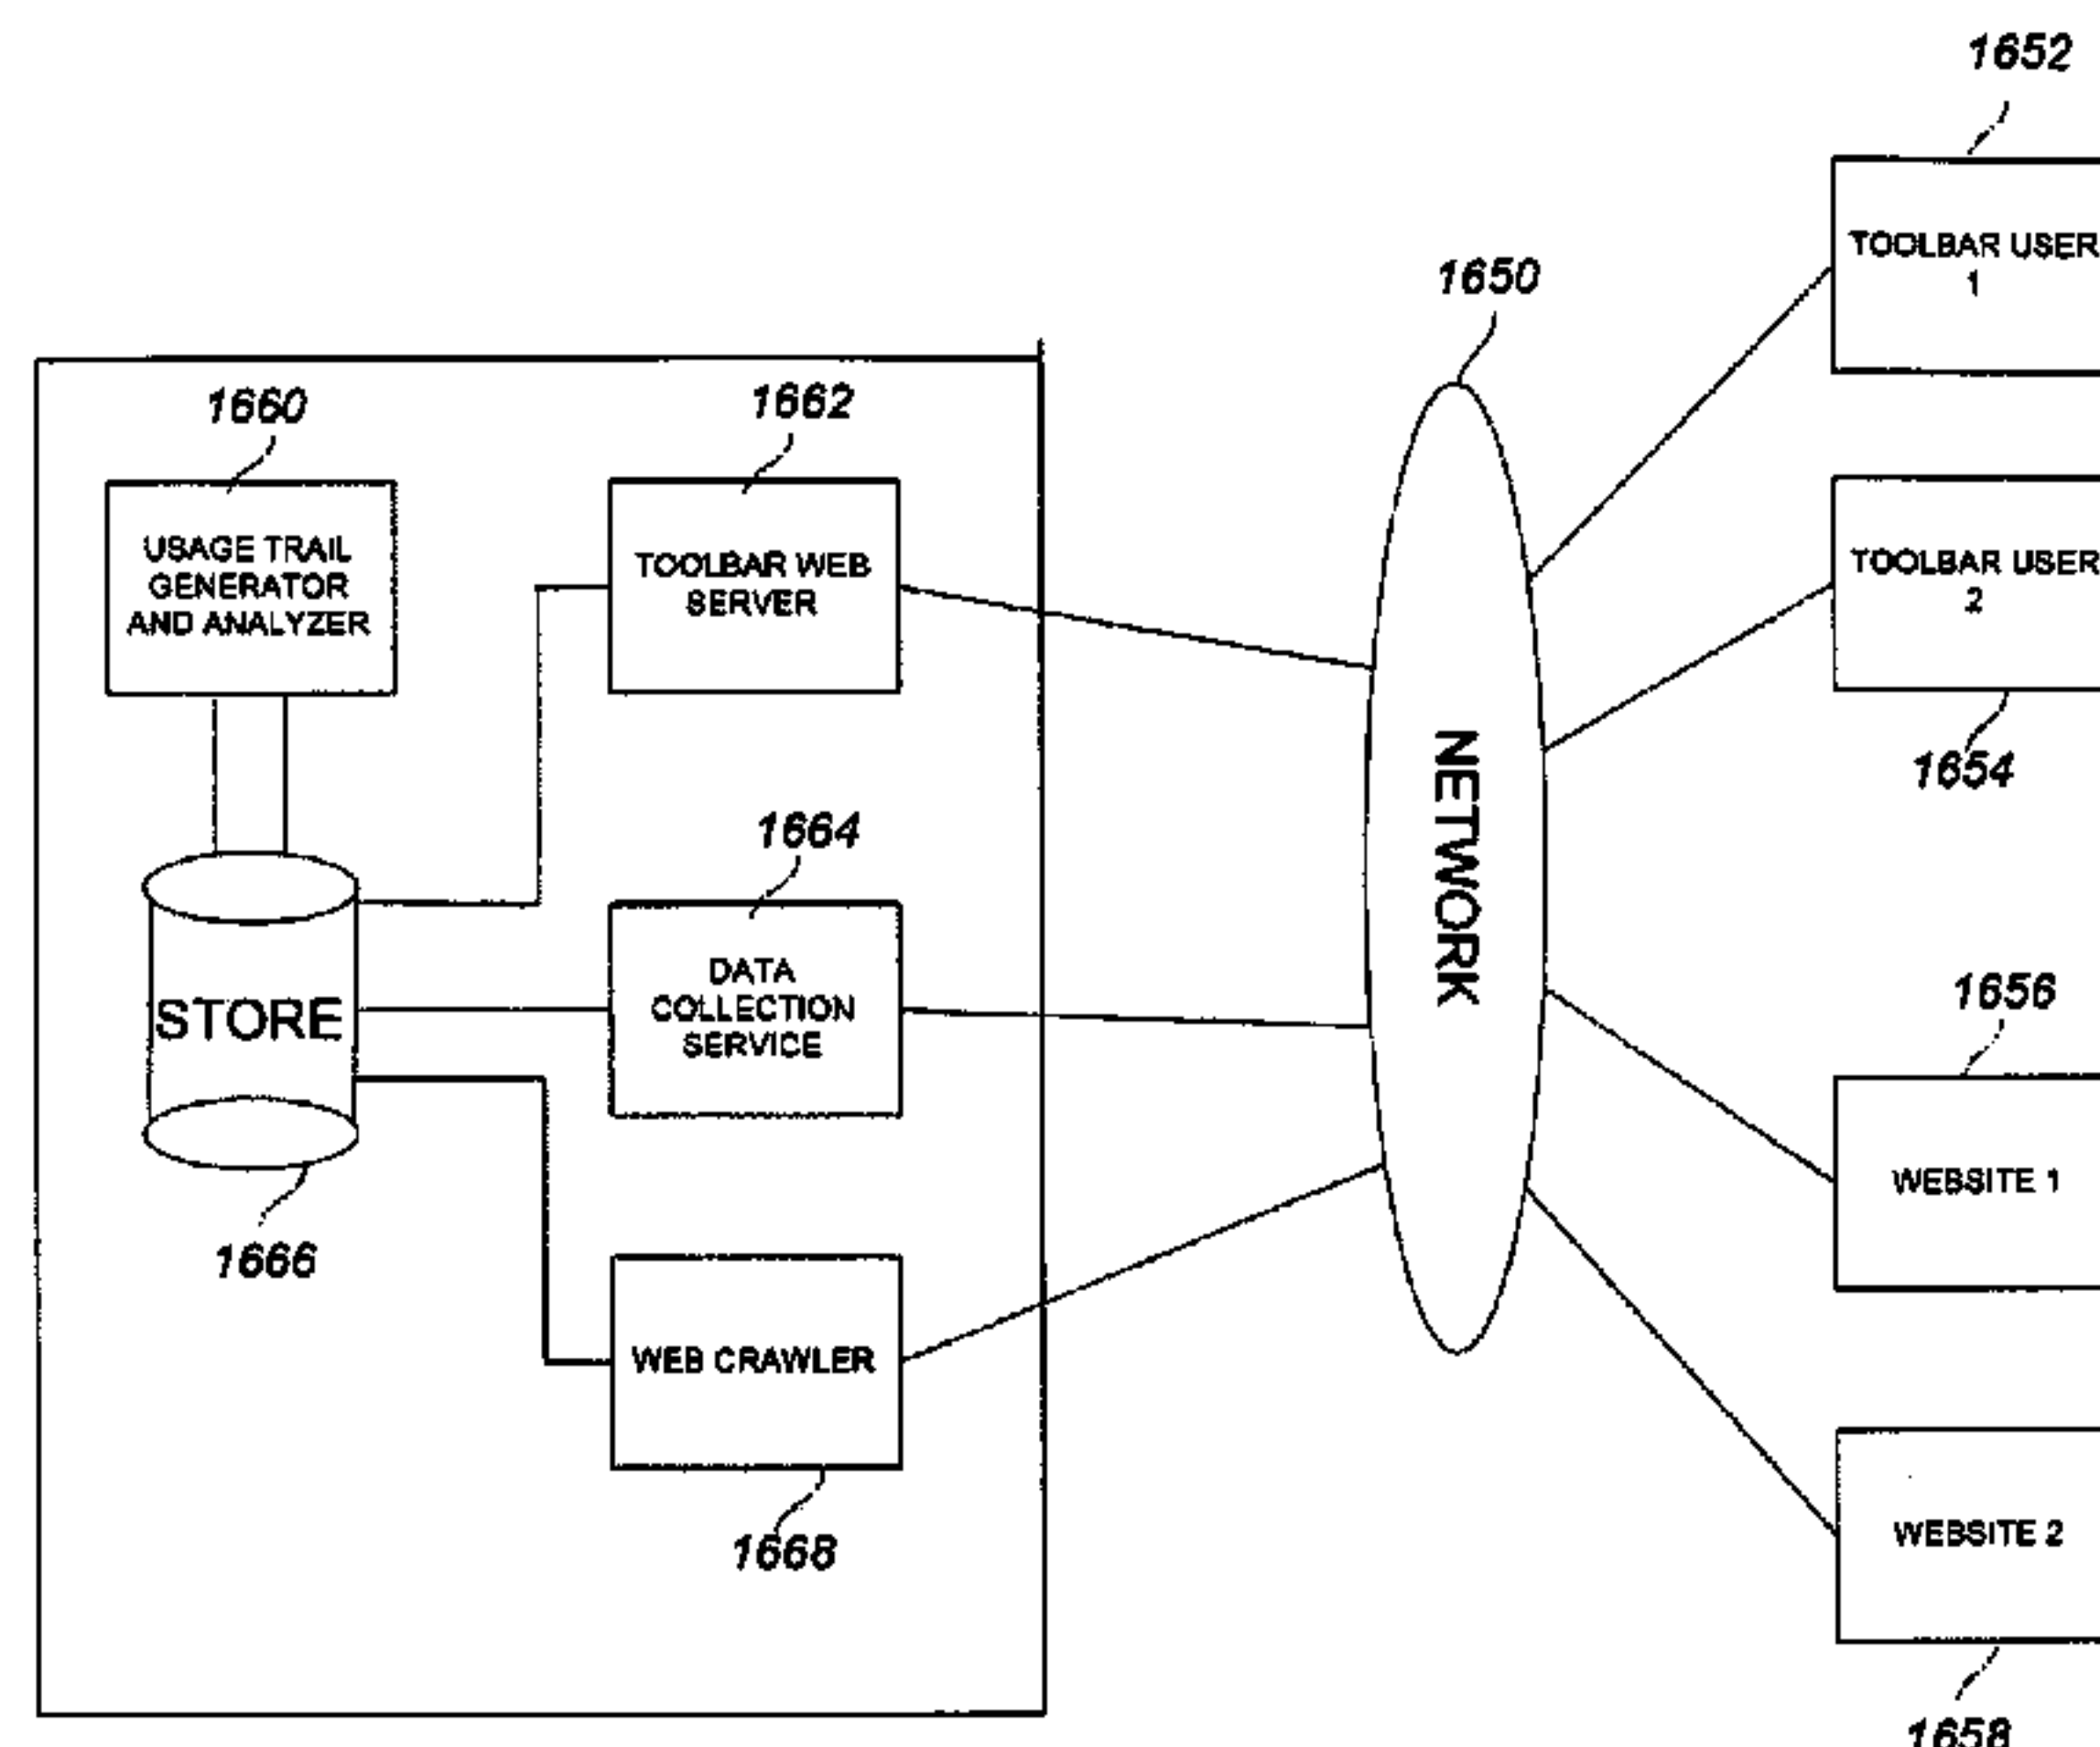 1652
TOOLBAR USER
1
1650
1660
1662
USAGE TRAIL
GENERATOR
AND ANALYZER
TOOLBAR WEB
SERVER
TOOLBAR USER
2
1654
NETWORK
1664
STORE
DATA
COLLECTION
SERVICE
1656
WEBSITE 1
1666
WEB CRAWLER
1668
WEBSITE 2
1658